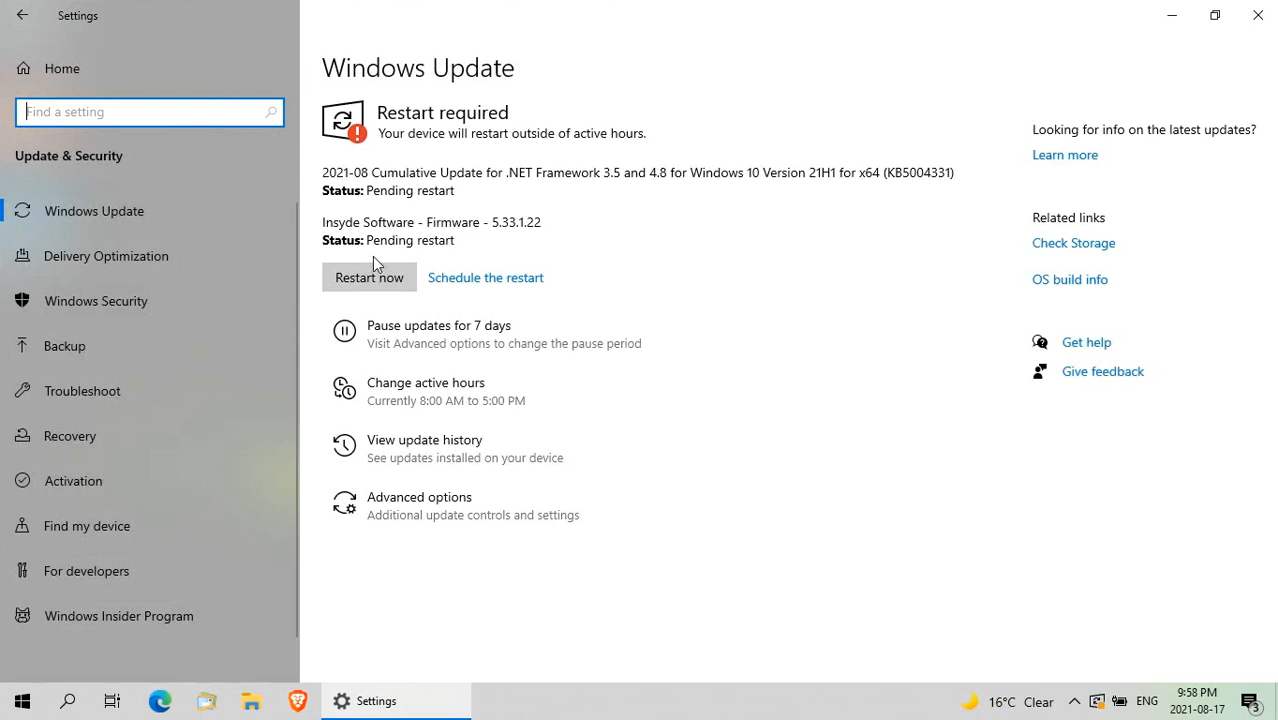 Settings
Home
Find a setting
Update & Security
Windows Update
Delivery Optimization
Windows Security
Backup
Troubleshoot
Recovery
Activation
Find my device
For developers
Windows Insider Program
Windows Update
Restart required
Your device will restart outside of active hours.
2021-08 Cumulative Update for .NET Framework 3.5 and 4.8 for Windows 10 Version 21H1 for x64 (KB5004331)
Status: Pending restart
Insyde Software - Firmware - 5.33.1.22
Status: Pending restart
Restart now
Schedule the restart
Pause updates for 7 days
Visit Advanced options to change the pause period
Change active hours
Currently 8:00 AM to 5:00 PM
View update history
See updates installed on your device
Advanced options
Additional update controls and settings
Looking for info on the latest updates?
Learn more
Related links
Check Storage
OS build info
Get help
Give feedback
Settings
16°C Clear
ENG
9:58 PM
2021-08-17
3